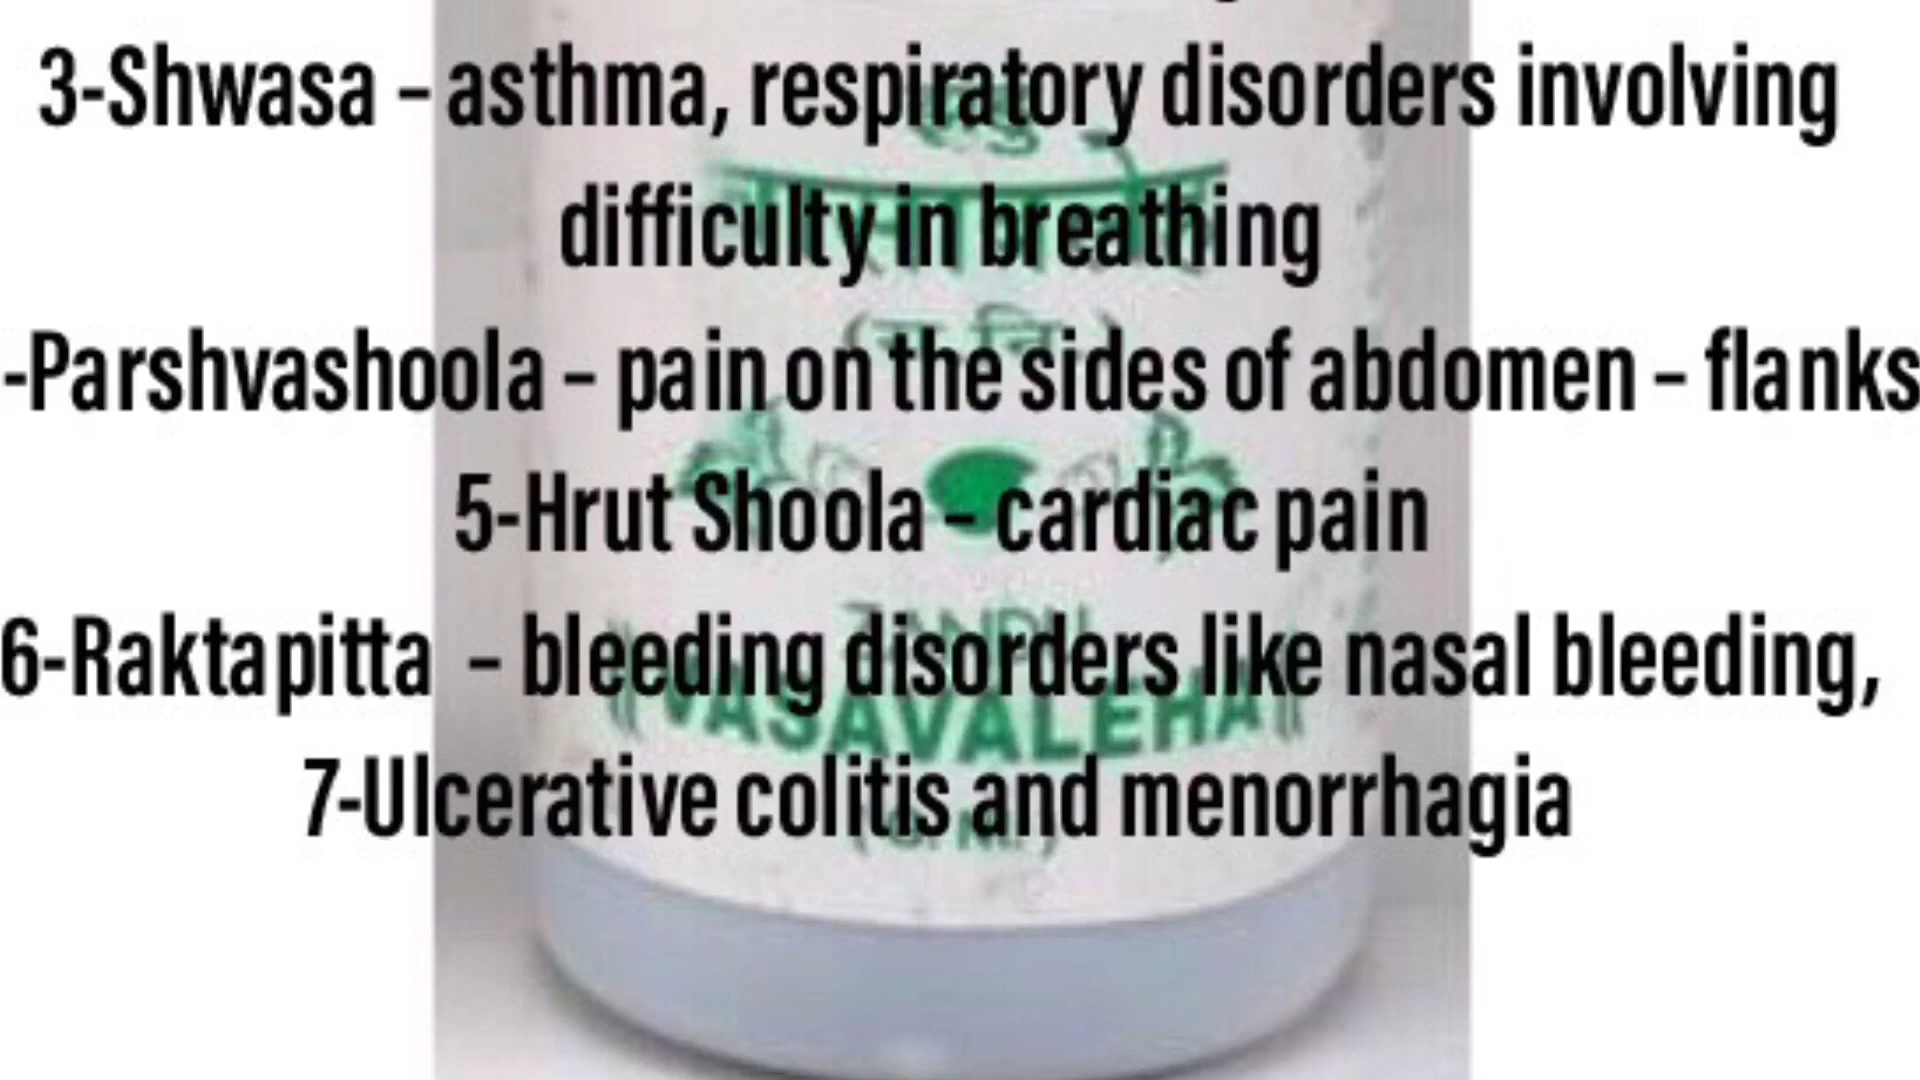 3-Shwasa – asthma, respiratory disorders involving
difficulty in breathing
-Parshvashoola – pain on the sides of abdomen – flanks
5-Hrut Shoola – cardiac pain
6-Raktapitta – bleeding disorders like nasal bleeding,
ZANDU
VASAVALEHA
7-Ulcerative colitis and menorrhagia